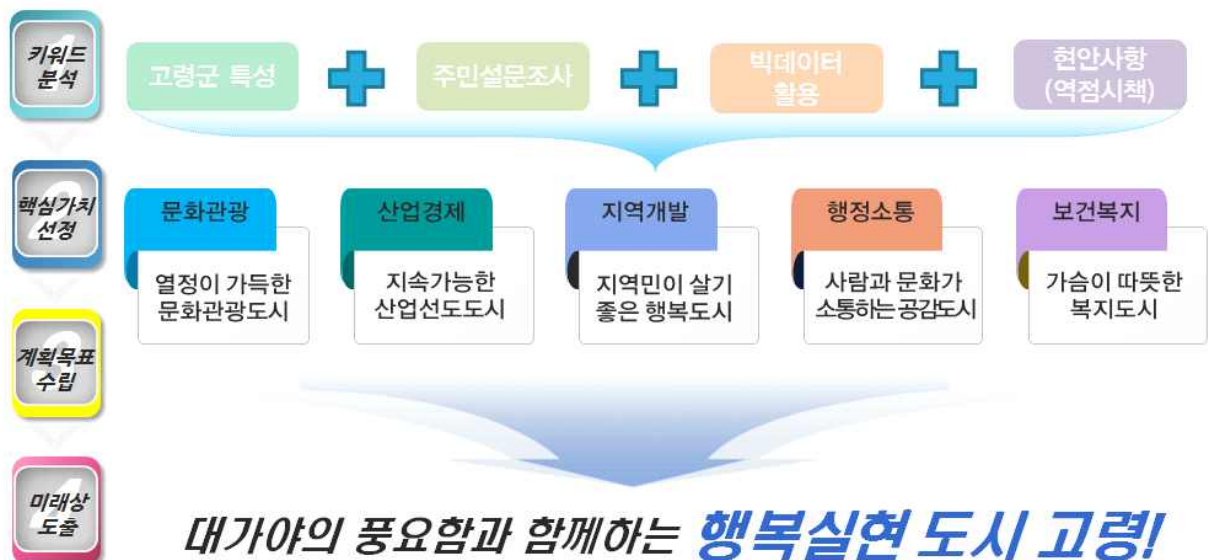 1
키워드
분석
고령군 특성
주민설문조사
빅데이터
활용
현안사항
(역점시책)
2
핵심가치
선정
문화관광
열정이 가득한
문화관광도시
산업경제
지속가능한
산업선도도시
지역개발
지역민이 살기
좋은 행복도시
행정소통
사람과 문화가
소통하는 공감도시
보건복지
가슴이 따뜻한
복지도시
3
계획목표
수립
4
미래상
도출
대가야의 풍요함과 함께하는 행복실현 도시 고령!